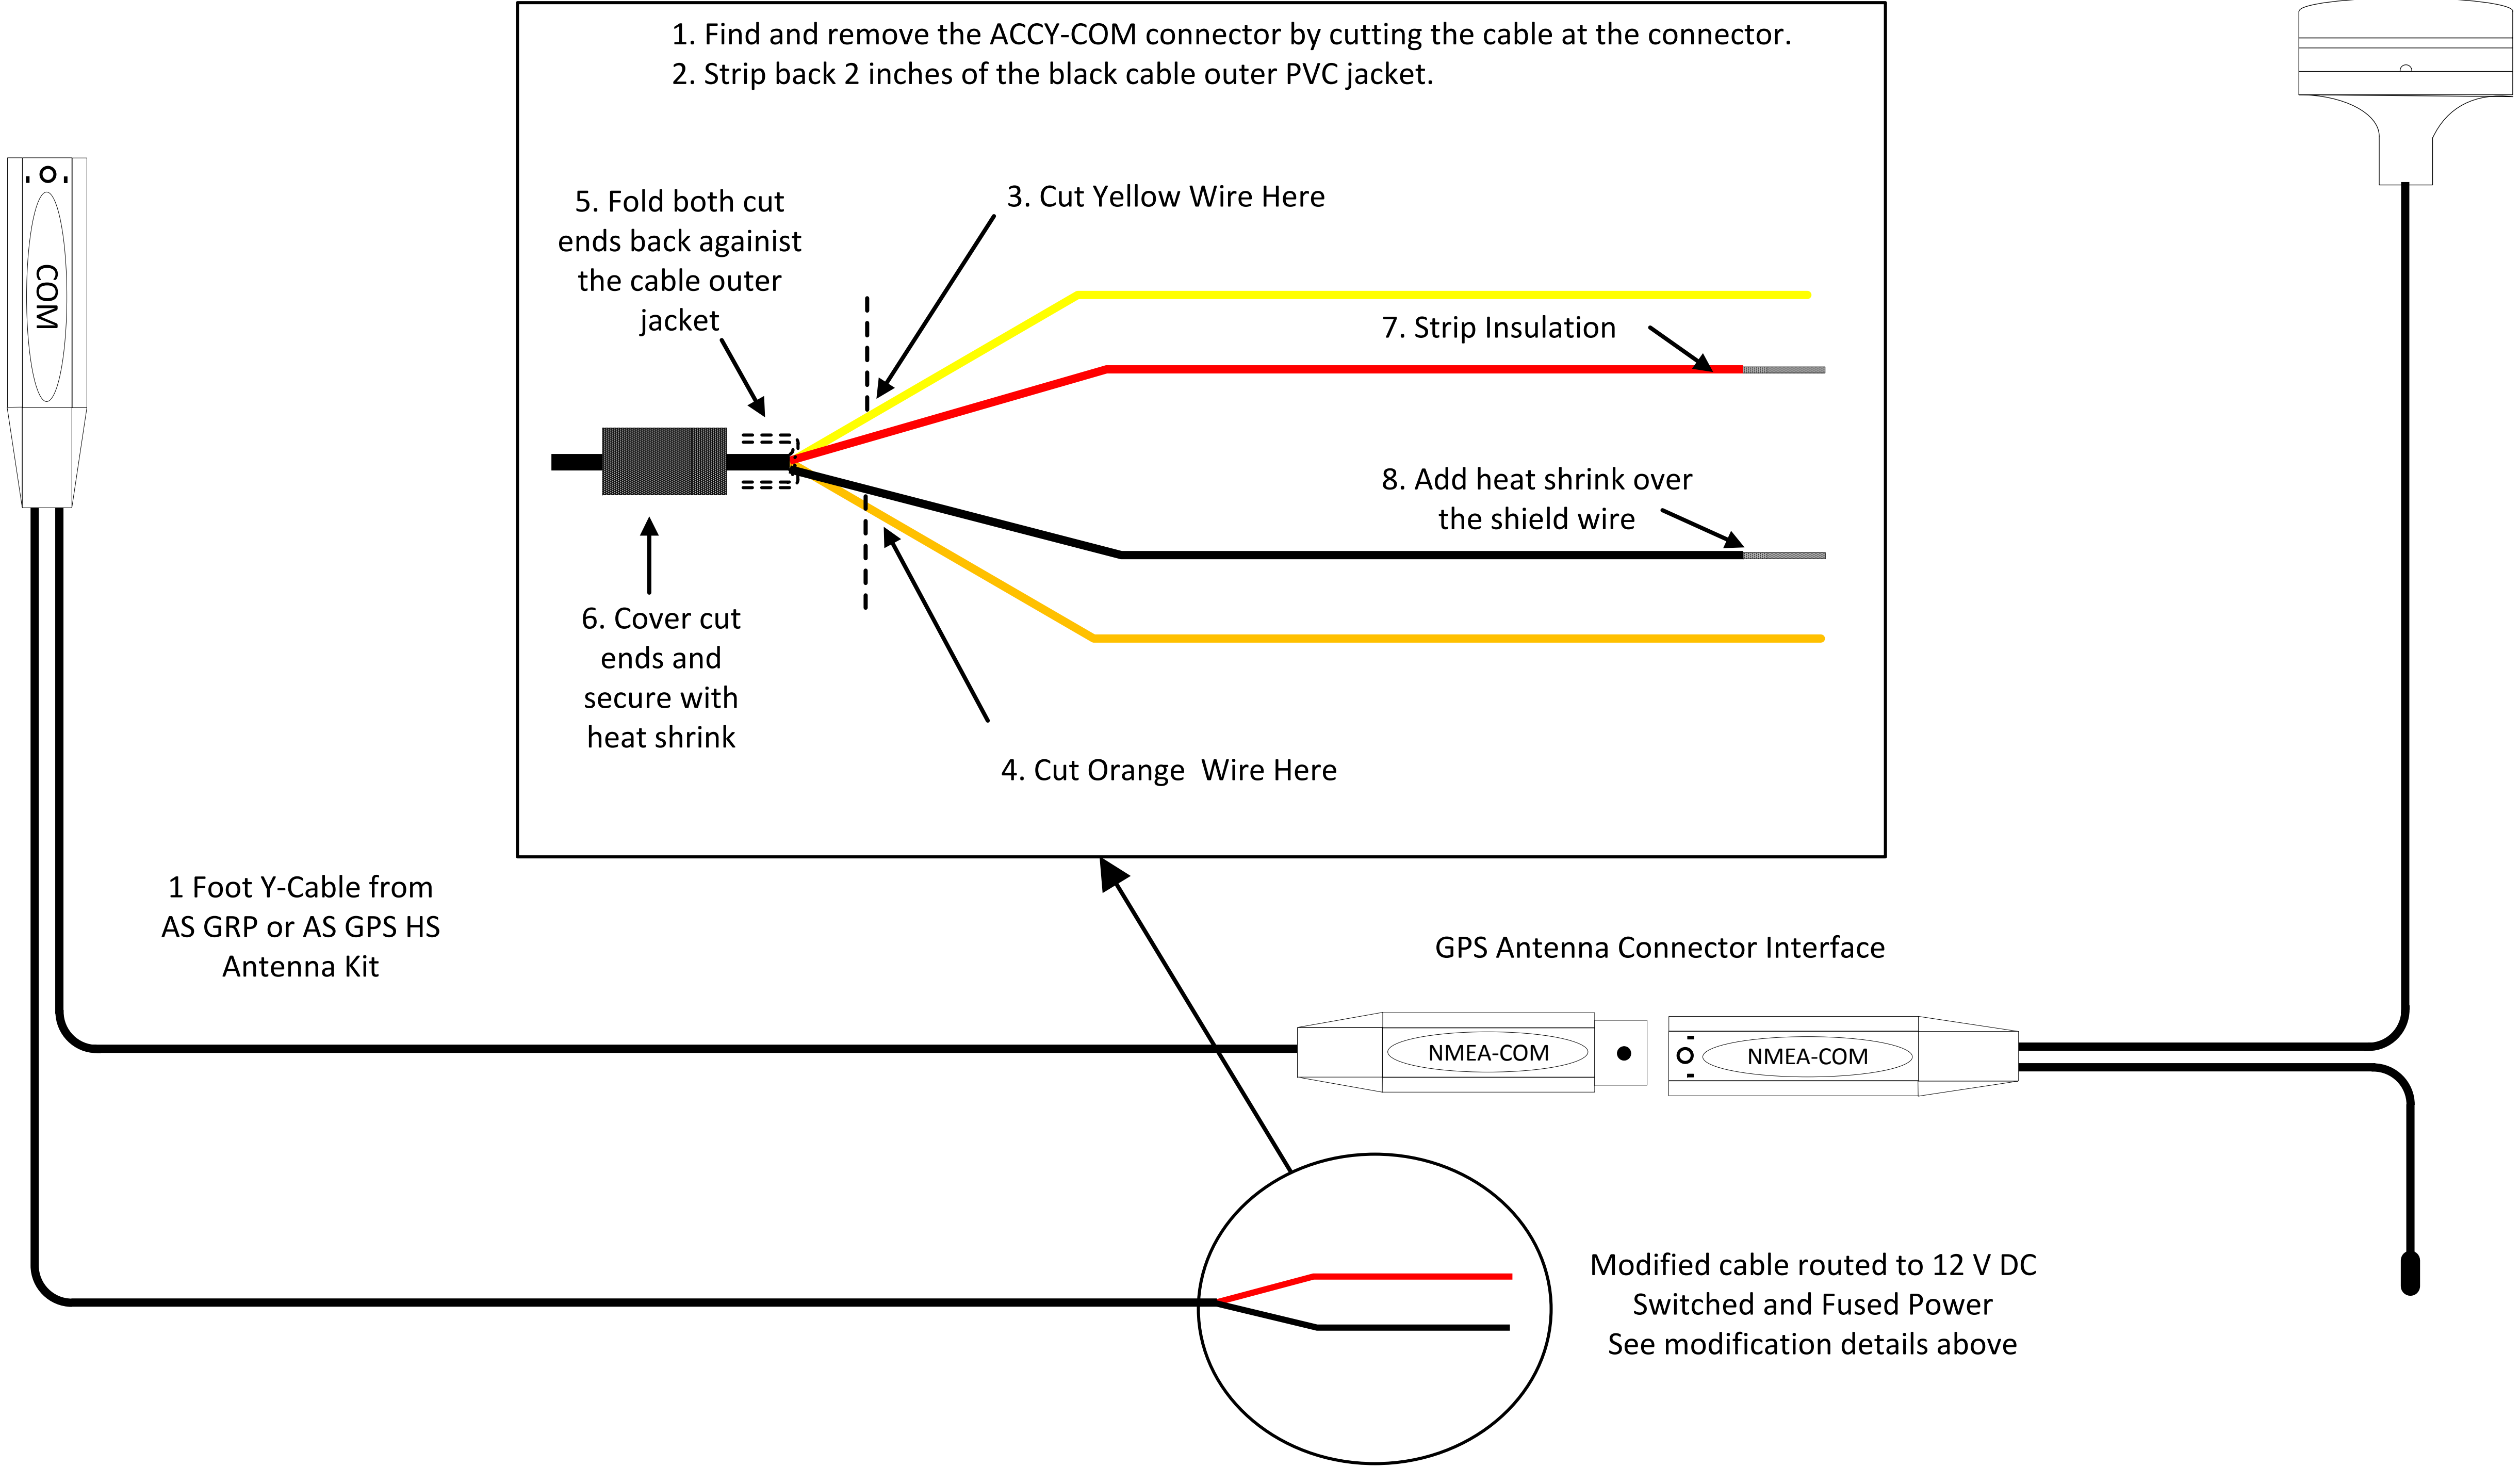 1. Find and remove the ACCY-COM connector by cutting the cable at the connector.
2. Strip back 2 inches of the black cable outer PVC jacket.
3. Cut Yellow Wire Here
5. Fold both cut
ends back againist
the cable outer
jacket
COM
7. Strip Insulation
8. Add heat shrink over
the shield wire
6. Cover cut
ends and
secure with
heat shrink
4. Cut Orange  Wire Here
1 Foot Y-Cable from
AS GRP or AS GPS HS
Antenna Kit
GPS Antenna Connector Interface
NMEA-COM
NMEA-COM
Modified cable routed to 12 V DC
Switched and Fused Power
See modification details above